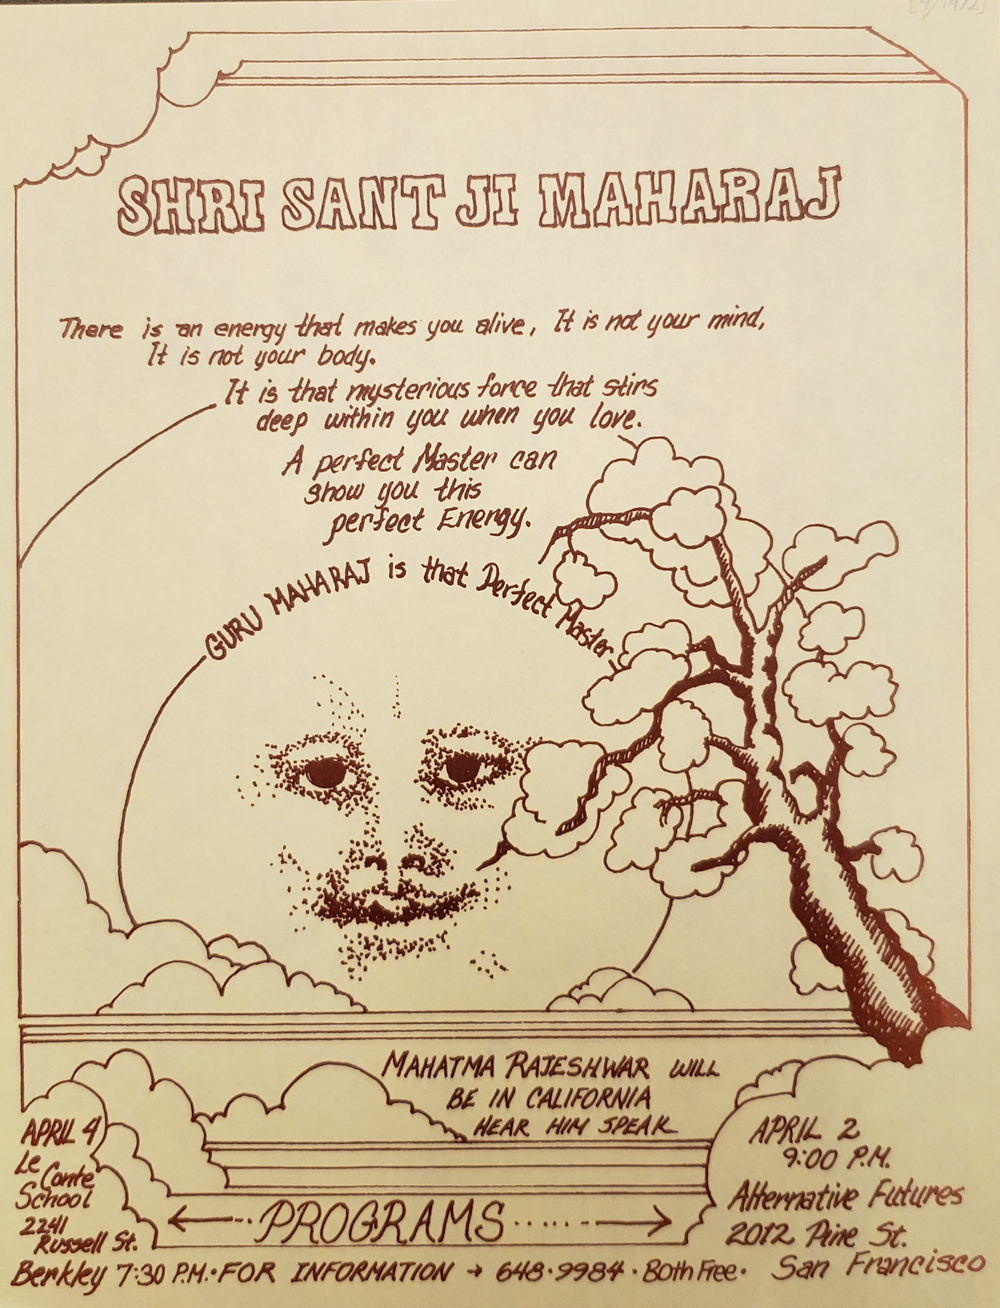 [4/1972]
SHRI SANT JI MAHARAJ
There is an energy that makes you alive, It is not your mind,
It is not your body.
It is that mysterious force that stirs
deep within you when you love.
A perfect Master can
show you this
perfect Energy.
GURU MAHARAJ is that Perfect Master
MAHATMA RAJESHWAR WILL
BE IN CALIFORNIA
HEAR HIM SPEAK
APRIL 4
Le Conte
School
2241
Russell St.
Berkley 7:30 P.M. · FOR INFORMATION → 648·9984 · Both Free ·
← PROGRAMS →
APRIL 2
9:00 P.M.
Alternative Futures
2012 Pine St.
San Francisco